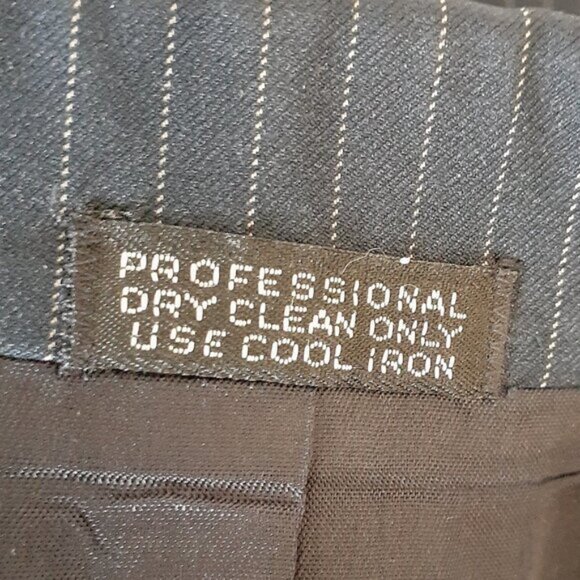 PROFESSIONAL
DRY CLEAN ONLY
USE COOL IRON